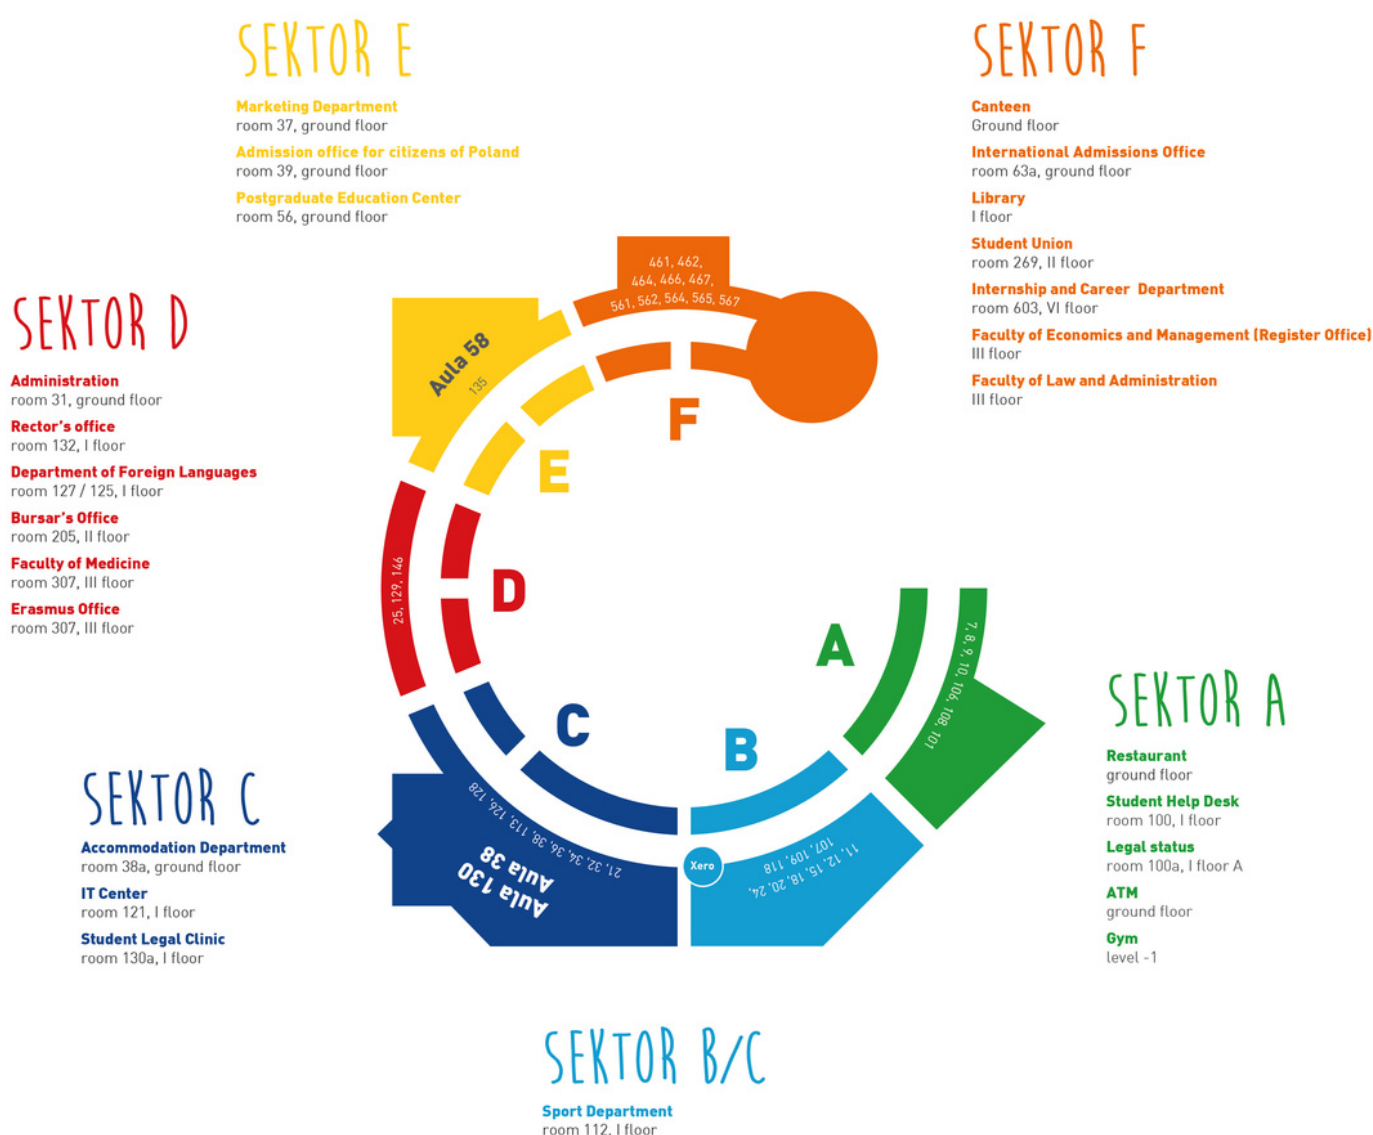 SEKTOR E
Marketing Department
room 37, ground floor
Admission office for citizens of Poland
room 39, ground floor
Postgraduate Education Center
room 56, ground floor
SEKTOR F
Canteen
Ground floor
International Admissions Office
room 63a, ground floor
Library
I floor
Student Union
room 269, II floor
Internship and Career Department
room 603, VI floor
Faculty of Economics and Management (Register Office)
III floor
Faculty of Law and Administration
III floor
SEKTOR D
Administration
room 31, ground floor
Rector's office
room 132, I floor
Department of Foreign Languages
room 127 / 125, I floor
Bursar's Office
room 205, II floor
Faculty of Medicine
room 307, III floor
Erasmus Office
room 307, III floor
461, 462,
464, 466, 467,
561, 562, 564, 565, 567
F
Aula 58
135
E
25, 129, 146
D
A
7, 8, 9, 10, 106, 108, 101
C
21, 32, 34, 36, 38, 113, 126, 128
Aula 38
Aula 130
B
Xero
11, 12, 15, 18, 20, 24,
107, 109, 118
SEKTOR C
Accommodation Department
room 38a, ground floor
IT Center
room 121, I floor
Student Legal Clinic
room 130a, I floor
SEKTOR A
Restaurant
ground floor
Student Help Desk
room 100, I floor
Legal status
room 100a, I floor A
ATM
ground floor
Gym
level -1
SEKTOR B/C
Sport Department
room 112, I floor